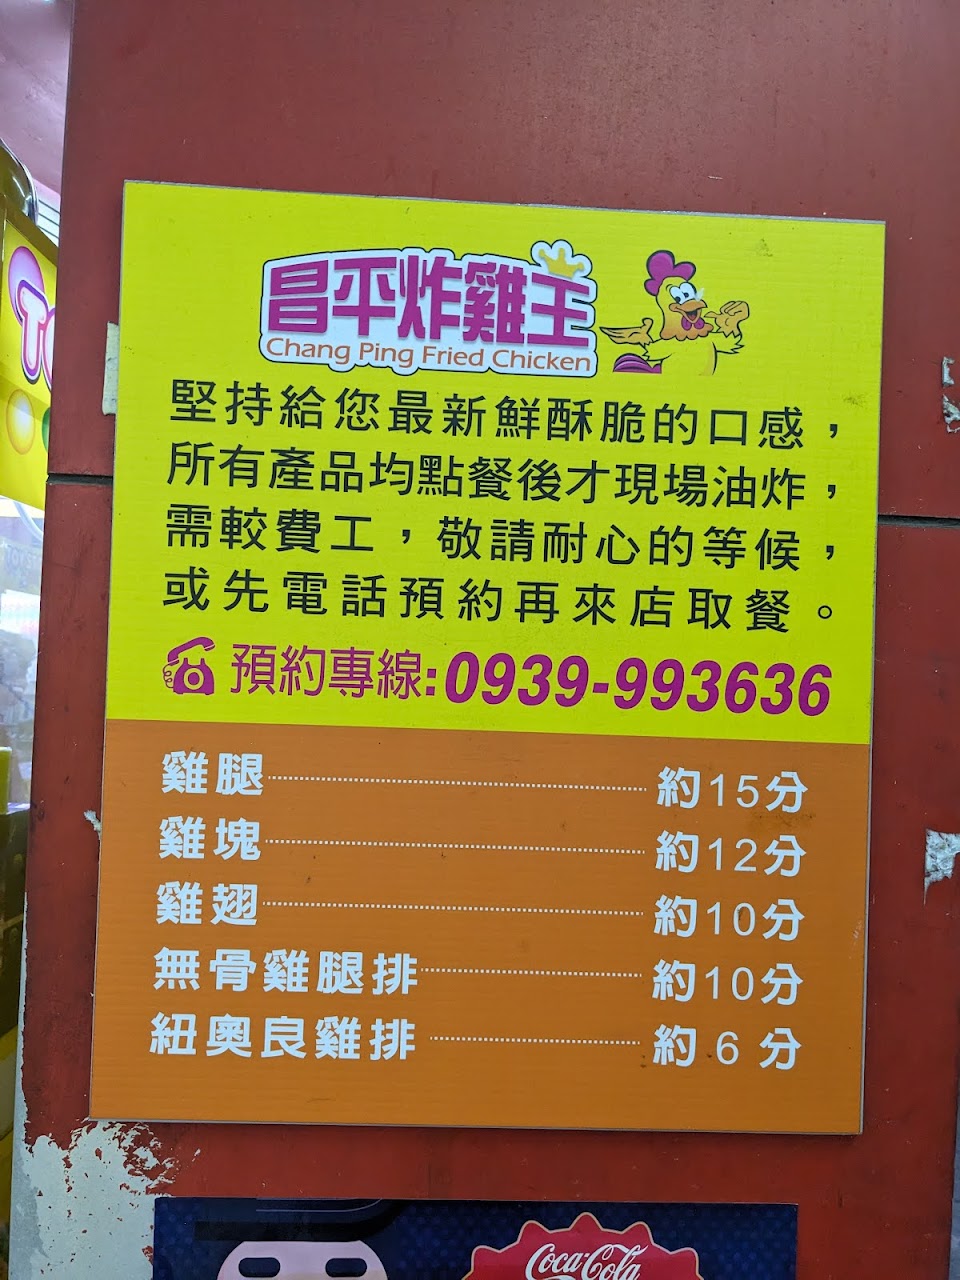 昌平炸雞王
Chang Ping Fried Chicken
堅持給您最新鮮酥脆的口感，
所有產品均點餐後才現場油炸，
需較費工，敬請耐心的等候，
或先電話預約再來店取餐。
預約專線:0939-993636
雞腿 約15分
雞塊 約12分
雞翅 約10分
無骨雞腿排 約10分
紐奧良雞排 約 6 分
Coca-Cola